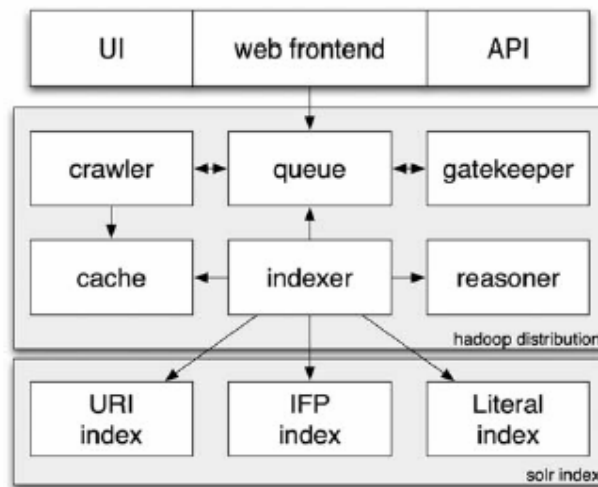 UI
web frontend
API
crawler
queue
gatekeeper
cache
indexer
reasoner
hadoop distribution
URI
index
IFP
index
Literal
index
solr index